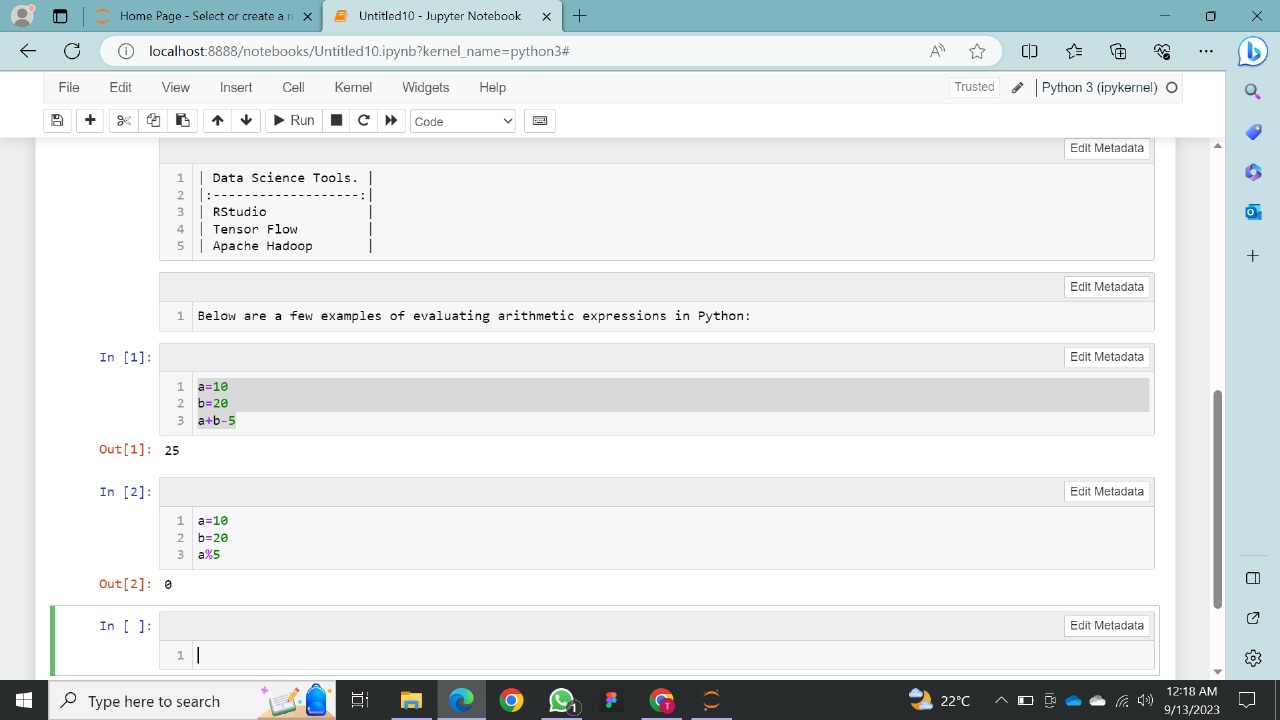 Home Page - Select or create a n
Untitled10 - Jupyter Notebook
localhost:8888/notebooks/Untitled10.ipynb?kernel_name=python3#
File Edit View Insert Cell Kernel Widgets Help
Trusted
Python 3 (ipykernel)
Run
Code
Edit Metadata
1 | Data Science Tools. |
2 |:-------------------:|
3 | RStudio |
4 | Tensor Flow |
5 | Apache Hadoop |
Edit Metadata
1 Below are a few examples of evaluating arithmetic expressions in Python:
In [1]:
Edit Metadata
1 a=10
2 b=20
3 a+b-5
Out[1]: 25
In [2]:
Edit Metadata
1 a=10
2 b=20
3 a%5
Out[2]: 0
In [ ]:
Edit Metadata
1
Type here to search
1
T
22°C
12:18 AM
9/13/2023